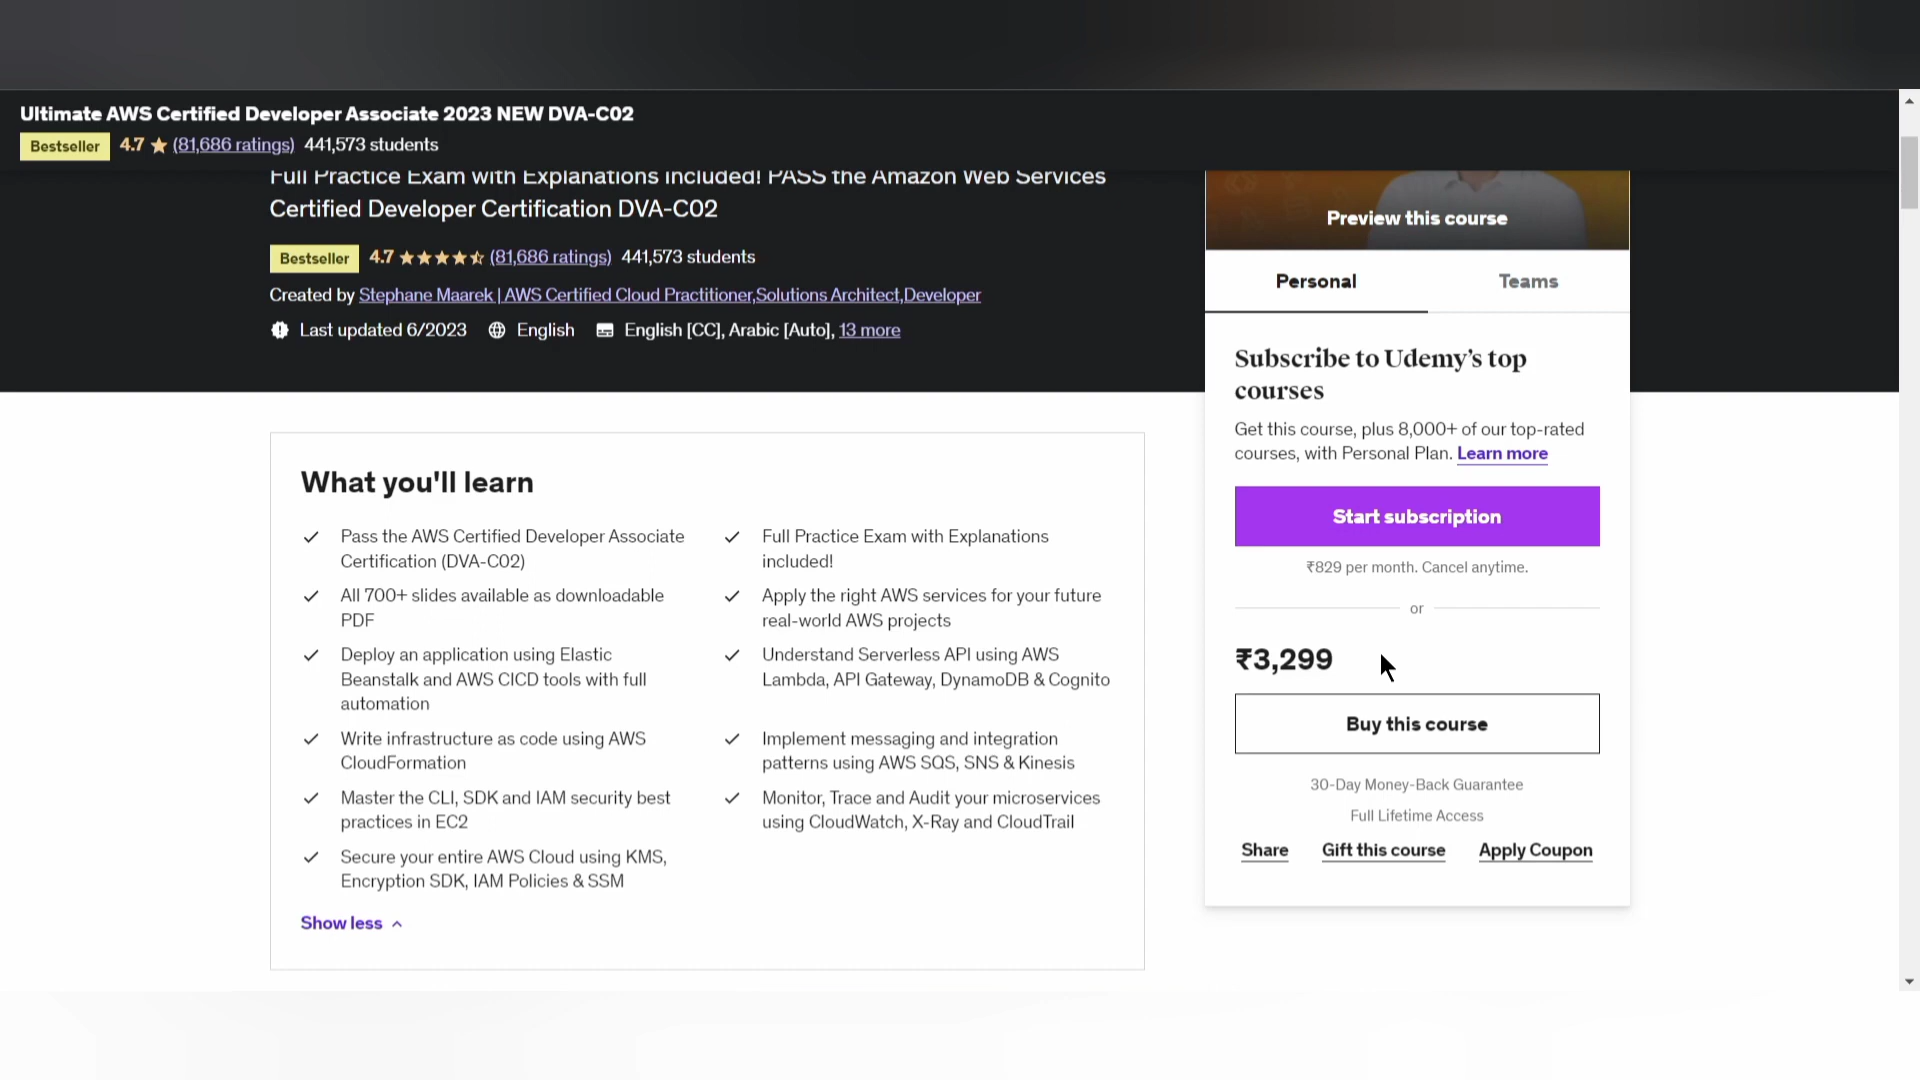 Ultimate AWS Certified Developer Associate 2023 NEW DVA-C02
Bestseller 4.7 (81,686 ratings) 441,573 students
Full Practice Exam with Explanations included! PASS the Amazon Web Services
Certified Developer Certification DVA-C02
Bestseller 4.7 (81,686 ratings) 441,573 students
Created by Stephane Maarek | AWS Certified Cloud Practitioner,Solutions Architect,Developer
Last updated 6/2023 English English [CC], Arabic [Auto], 13 more
What you'll learn
Pass the AWS Certified Developer Associate
Certification (DVA-C02)
Full Practice Exam with Explanations
included!
All 700+ slides available as downloadable
PDF
Apply the right AWS services for your future
real-world AWS projects
Deploy an application using Elastic
Beanstalk and AWS CICD tools with full
automation
Understand Serverless API using AWS
Lambda, API Gateway, DynamoDB & Cognito
Write infrastructure as code using AWS
CloudFormation
Implement messaging and integration
patterns using AWS SQS, SNS & Kinesis
Master the CLI, SDK and IAM security best
practices in EC2
Monitor, Trace and Audit your microservices
using CloudWatch, X-Ray and CloudTrail
Secure your entire AWS Cloud using KMS,
Encryption SDK, IAM Policies & SSM
Show less
Preview this course
Personal Teams
Subscribe to Udemy’s top
courses
Get this course, plus 8,000+ of our top-rated
courses, with Personal Plan. Learn more
Start subscription
₹829 per month. Cancel anytime.
or
₹3,299
Buy this course
30-Day Money-Back Guarantee
Full Lifetime Access
Share Gift this course Apply Coupon